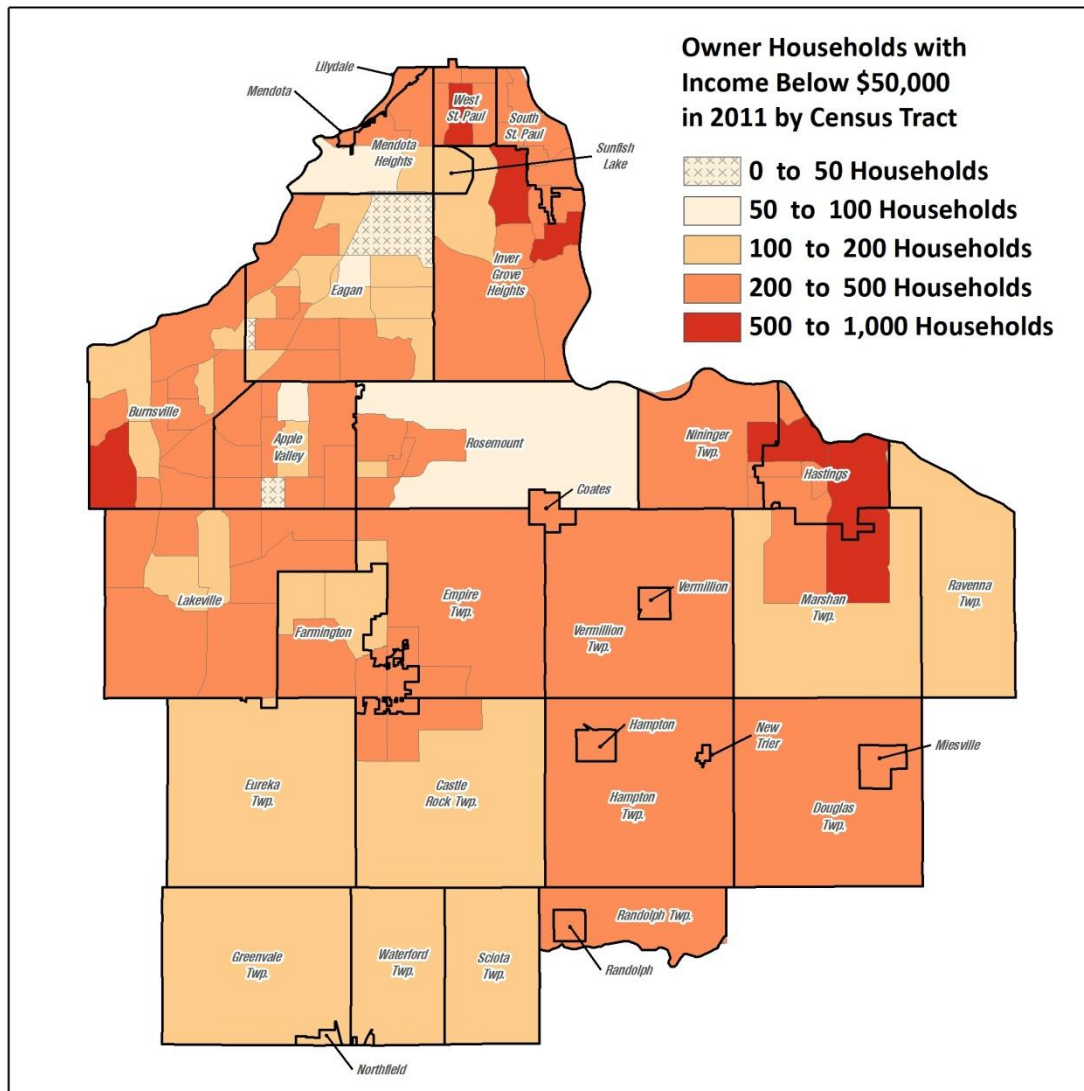 Owner Households with
Income Below $50,000
in 2011 by Census Tract
0 to 50 Households
50 to 100 Households
100 to 200 Households
200 to 500 Households
500 to 1,000 Households
Lilydale
Mendota
West
St. Paul
South
St. Paul
Mendota
Heights
Sunfish
Lake
Inver
Grove
Heights
Eagan
Burnsville
Apple
Valley
Rosemount
Nininger
Twp.
Hastings
Coates
Lakeville
Farmington
Empire
Twp.
Vermillion
Vermillion
Twp.
Marshan
Twp.
Ravenna
Twp.
Eureka
Twp.
Castle
Rock Twp.
Hampton
New
Trier
Hampton
Twp.
Miesville
Douglas
Twp.
Greenvale
Twp.
Waterford
Twp.
Sciota
Twp.
Randolph Twp.
Randolph
Northfield